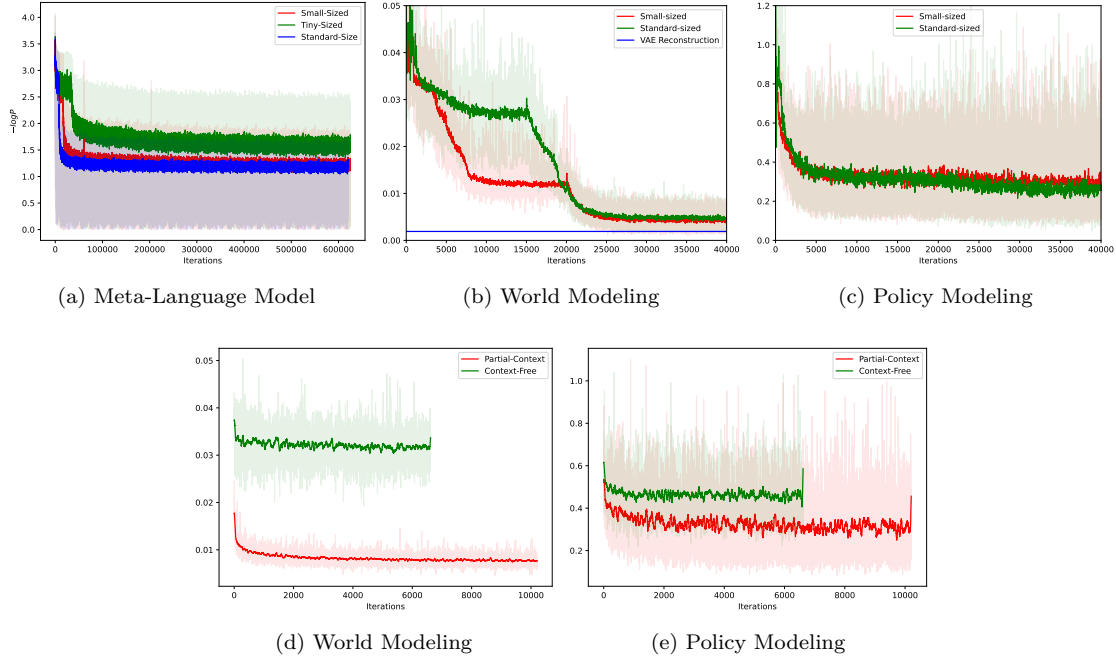 4.0
3.5
3.0
2.5
2.0
1.5
1.0
0.5
0.0
−logP
0 100000 200000 300000 400000 500000 600000
Iterations
Small-Sized
Tiny-Sized
Standard-Size
(a) Meta-Language Model
0.05
0.04
0.03
0.02
0.01
0.00
0 5000 10000 15000 20000 25000 30000 35000 40000
Iterations
Small-sized
Standard-sized
VAE Reconstruction
(b) World Modeling
1.2
1.0
0.8
0.6
0.4
0.2
0.0
0 5000 10000 15000 20000 25000 30000 35000 40000
Iterations
Small-sized
Standard-sized
(c) Policy Modeling
0.05
0.04
0.03
0.02
0.01
0 2000 4000 6000 8000 10000
Iterations
Partial-Context
Context-Free
(d) World Modeling
1.0
0.8
0.6
0.4
0.2
0 2000 4000 6000 8000 10000
Iterations
Partial-Context
Context-Free
(e) Policy Modeling